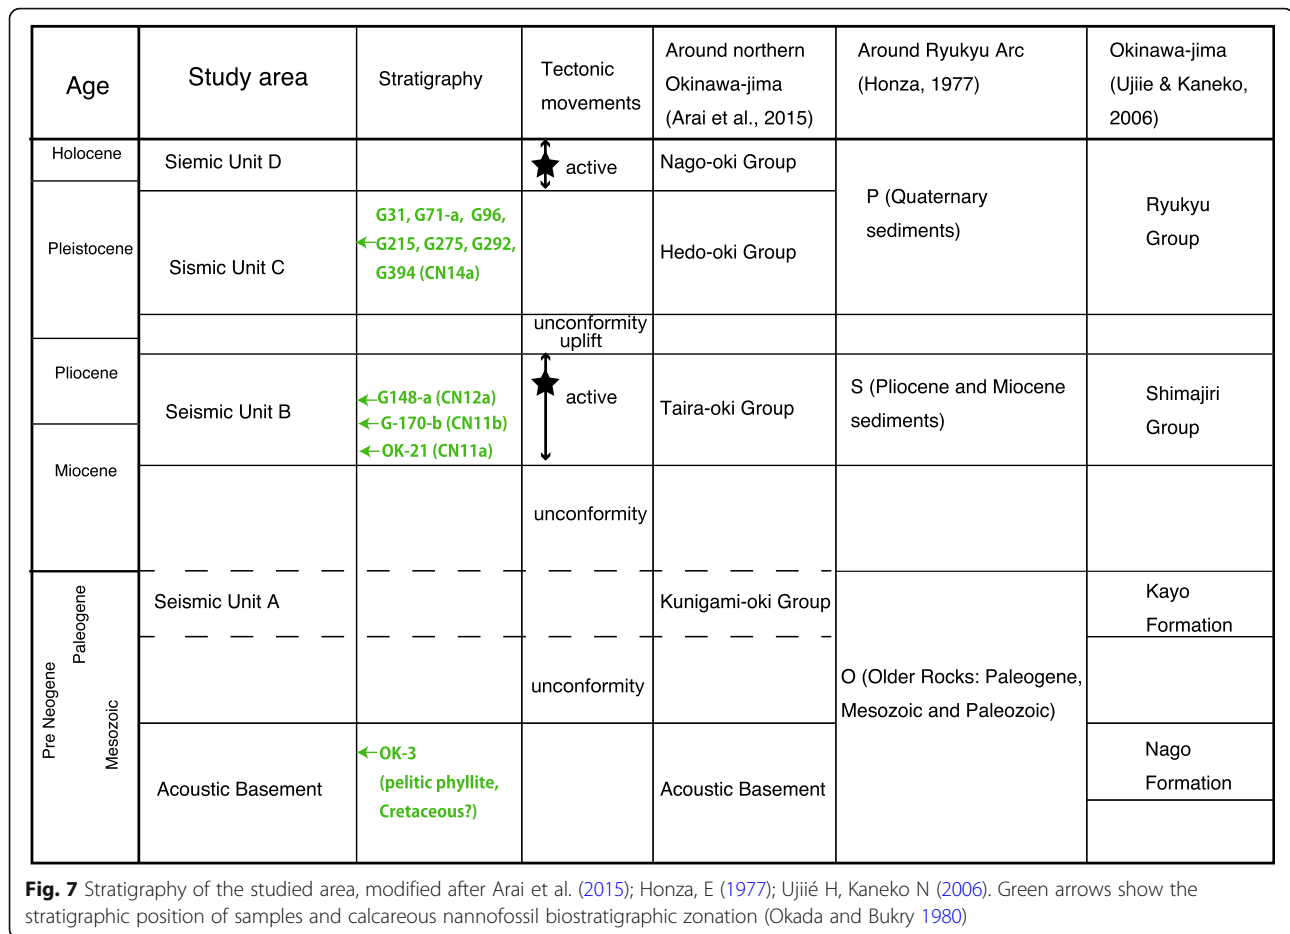 Age
Study area
Stratigraphy
Tectonic
movements
Around northern
Okinawa-jima
(Arai et al., 2015)
Around Ryukyu Arc
(Honza, 1977)
Okinawa-jima
(Ujiie & Kaneko,
2006)
Holocene
Siemic Unit D
active
Nago-oki Group
P (Quaternary
sediments)
Ryukyu
Group
Pleistocene
Sismic Unit C
G31, G71-a, G96,
G215, G275, G292,
G394 (CN14a)
Hedo-oki Group
unconformity
uplift
Pliocene
Seismic Unit B
G148-a (CN12a)
G-170-b (CN11b)
OK-21 (CN11a)
active
Taira-oki Group
S (Pliocene and Miocene
sediments)
Shimajiri
Group
Miocene
unconformity
Pre Neogene
Paleogene
Mesozoic
Seismic Unit A
Kunigami-oki Group
Kayo
Formation
unconformity
O (Older Rocks: Paleogene,
Mesozoic and Paleozoic)
Acoustic Basement
OK-3
(pelitic phyllite,
Cretaceous?)
Acoustic Basement
Nago
Formation
Fig. 7 Stratigraphy of the studied area, modified after Arai et al. (2015); Honza, E (1977); Ujiié H, Kaneko N (2006). Green arrows show the
stratigraphic position of samples and calcareous nannofossil biostratigraphic zonation (Okada and Bukry 1980)